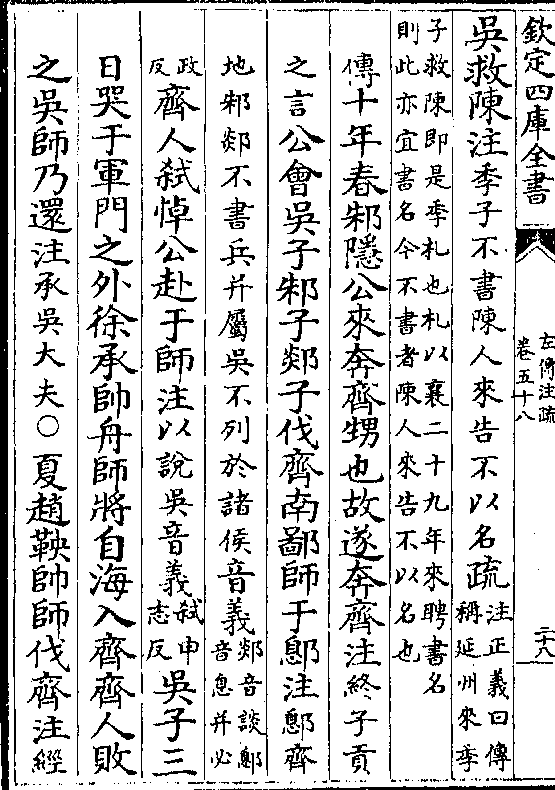 欽定四庫全書
左傳注疏
卷五十八
二十八
吳救陳注季子不書陳人來告不以名疏注正義曰傳
稱延州來季
子救陳即是季札也札以襄二十九年來聘書名
則此亦宜書名今不書者陳人來告不以名也
傳十年春邾隱公來奔齊甥也故遂奔齊注終子貢
之言公會吳子邾子郯子伐齊南鄙師于鄎注鄎齊
地邾郯不書兵并屬吳不列於諸侯音義郯音談鄎
音息并必
政
反齊人弒悼公赴于師注以說吳音義弒申
志反吳子三
日哭于軍門之外徐承帥舟師將自海入齊齊人敗
之吳師乃還注承吳大夫○夏趙鞅帥師伐齊注經